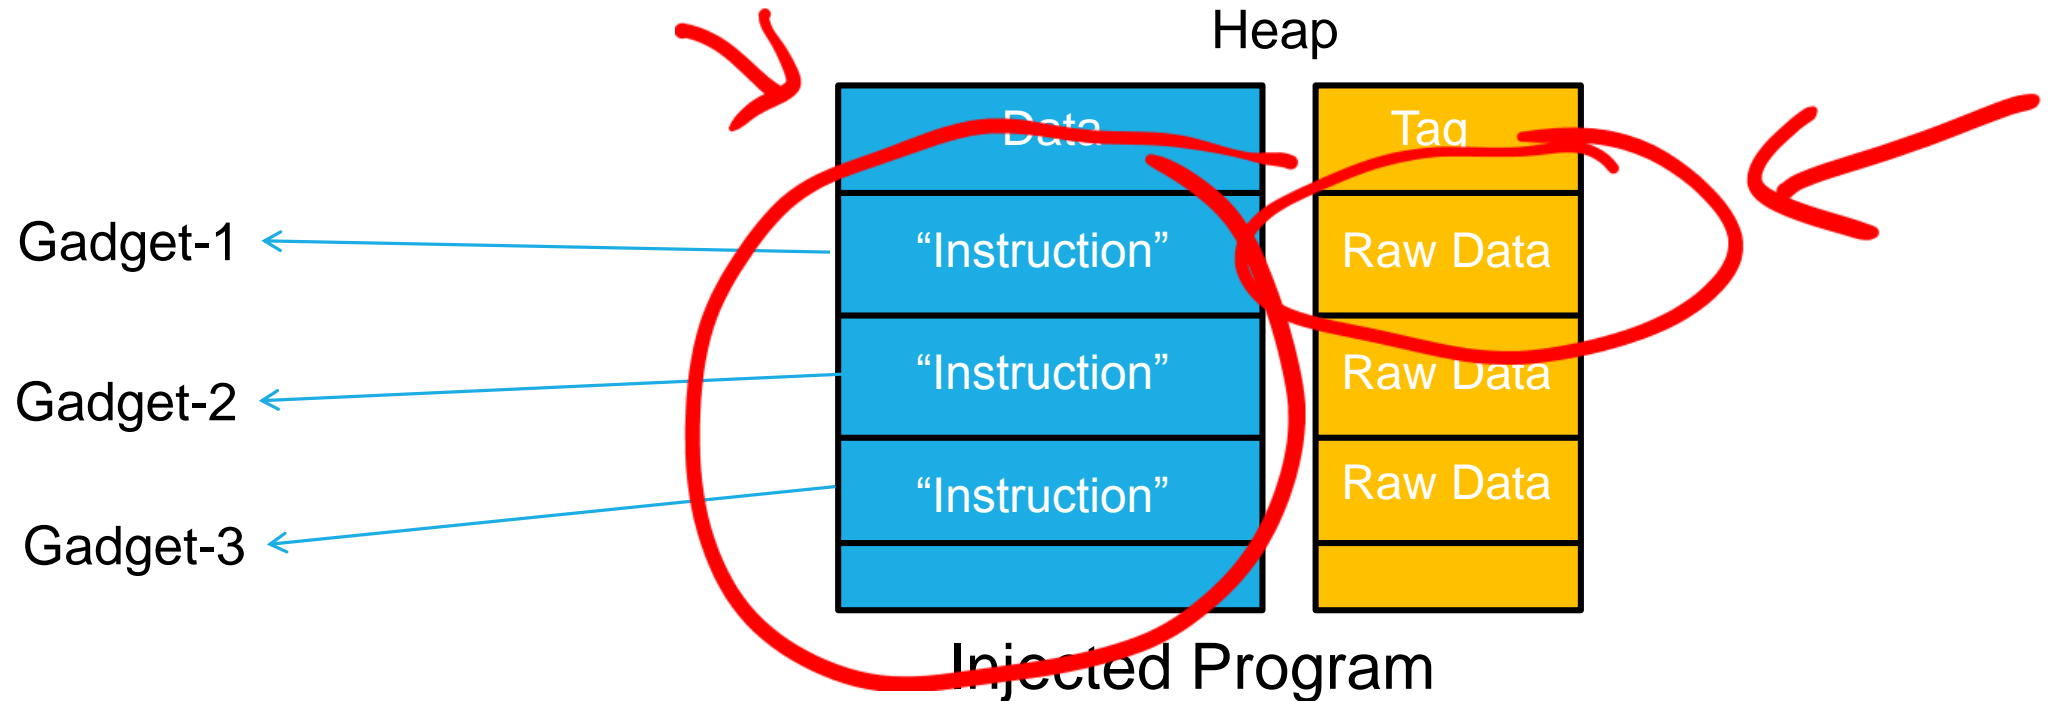 Heap
Data Tag
Gadget-1 “Instruction” Raw Data
Gadget-2 “Instruction” Raw Data
Gadget-3 “Instruction” Raw Data
Injected Program